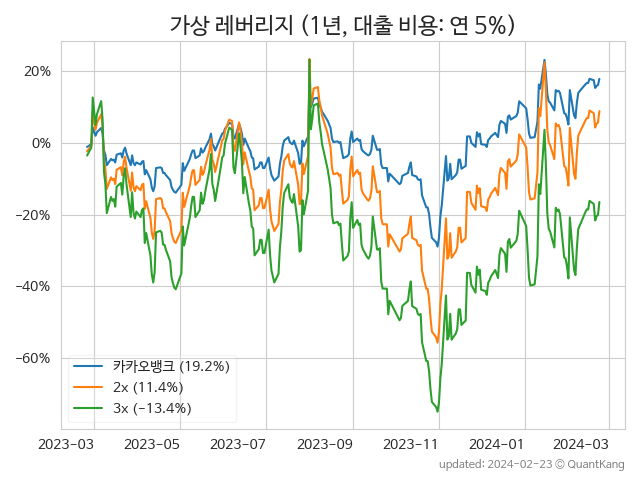 가상 레버리지 (1년, 대출 비용: 연 5%)
20%
0%
−20%
−40%
−60%
카카오뱅크 (19.2%)
2x (11.4%)
3x (−13.4%)
2023-03 2023-05 2023-07 2023-09 2023-11 2024-01 2024-03
updated: 2024-02-23 © QuantKang